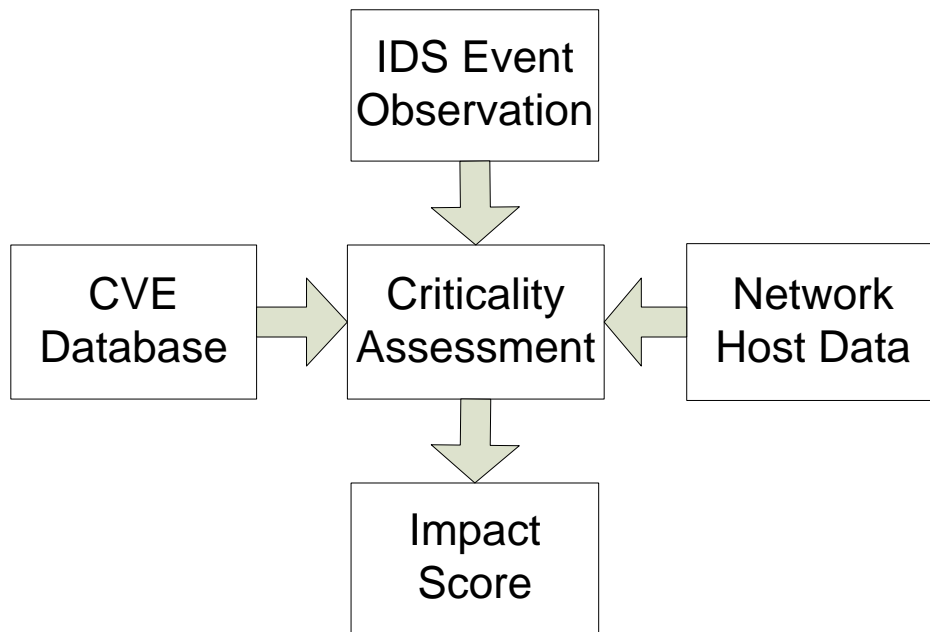 IDS Event
Observation
CVE
Database
Criticality
Assessment
Network
Host Data
Impact
Score